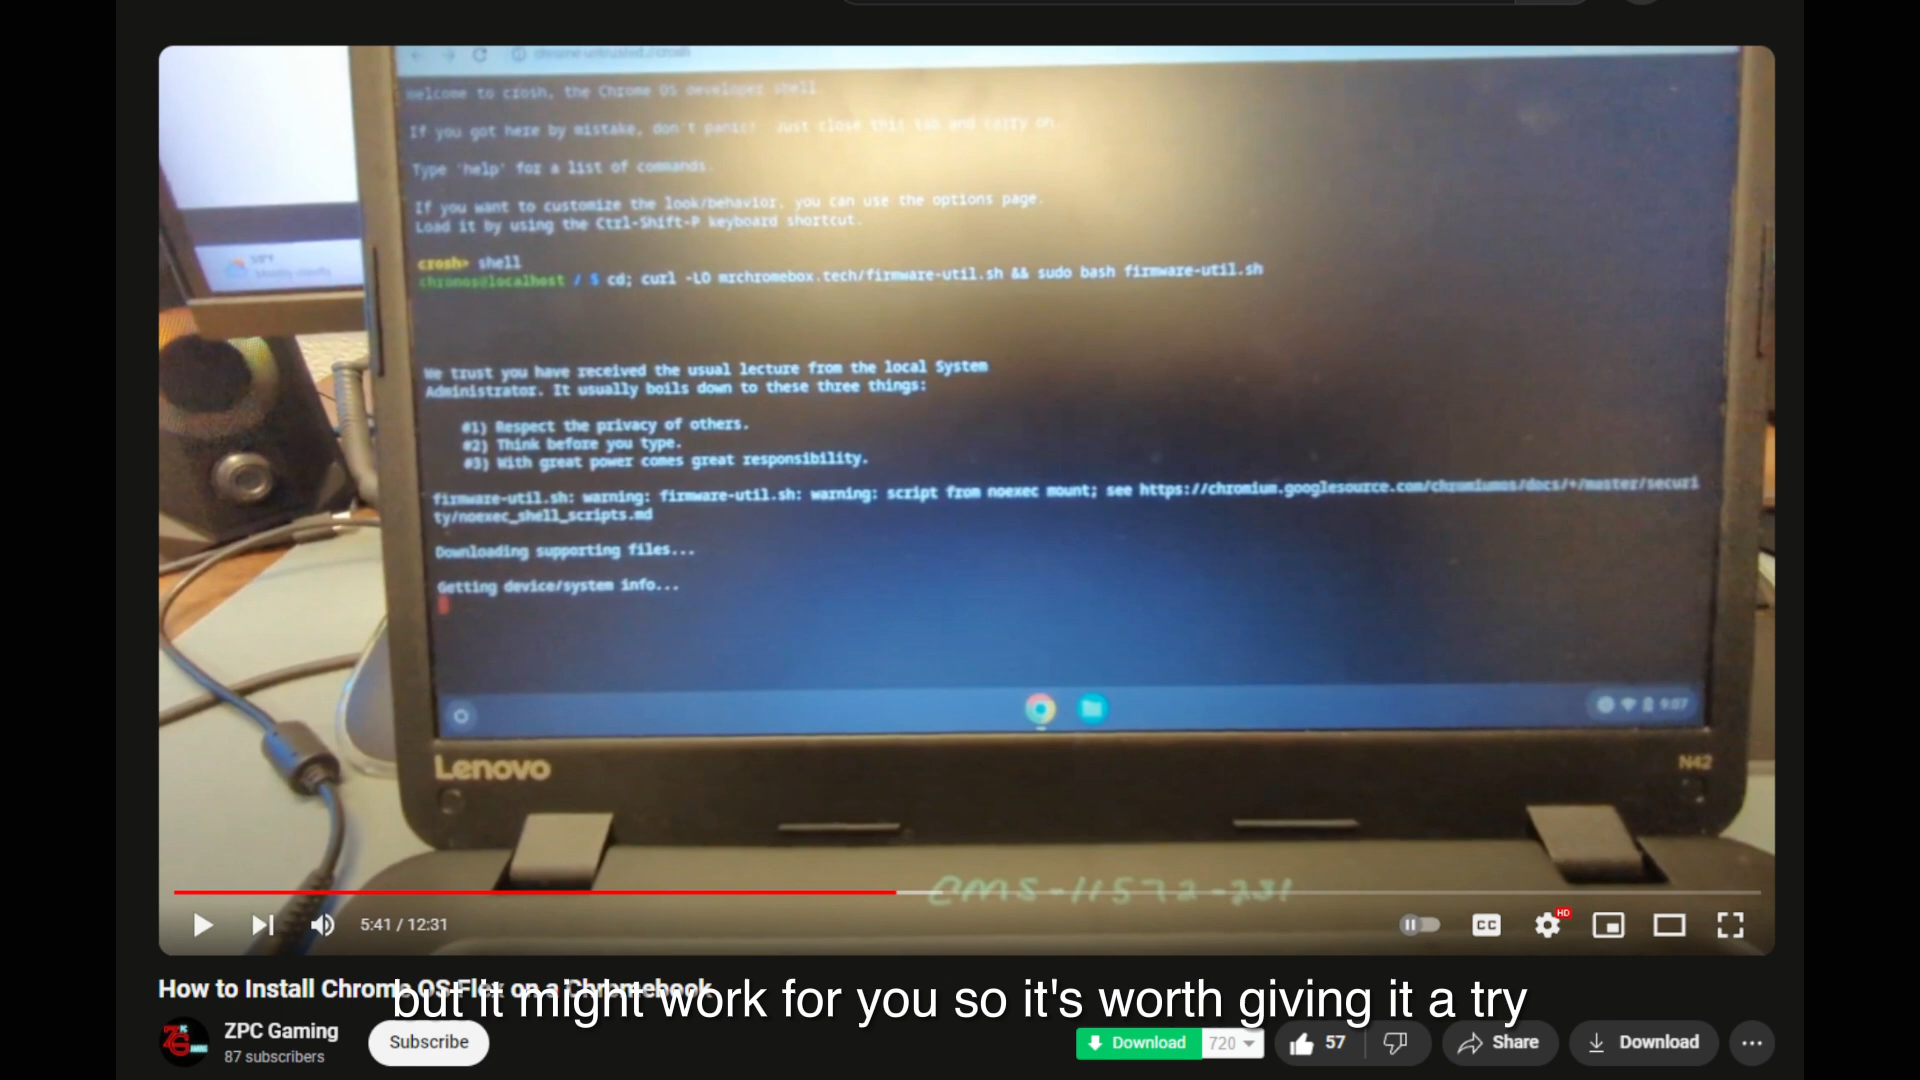 Welcome to crosh, the Chrome OS developer shell.
If you got here by mistake, don't panic! Just close this tab and carry on.
Type 'help' for a list of commands.
If you want to customize the look/behavior, you can use the options page.
Load it by using the Ctrl-Shift-P keyboard shortcut.
crosh> shell
chronos@localhost / $ cd; curl -LO mrchromebox.tech/firmware-util.sh && sudo bash firmware-util.sh
We trust you have received the usual lecture from the local System
Administrator. It usually boils down to these three things:
#1) Respect the privacy of others.
#2) Think before you type.
#3) With great power comes great responsibility.
firmware-util.sh: warning: firmware-util.sh: warning: script from noexec mount; see https://chromium.googlesource.com/chromiumos/docs/+/master/securi
ty/noexec_shell_scripts.md
Downloading supporting files...
Getting device/system info...
9:07
Lenovo
N42
CMS-11572-231
5:41 / 12:31
CC
HD
How to Install Chrome OS Flex on a Chromebook
but it might work for you so it's worth giving it a try
ZPC Gaming
87 subscribers
Subscribe
Download
720
57
Share
Download